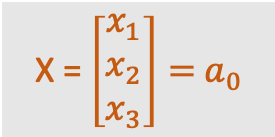 X = [x₁ x₂ x₃] = a₀